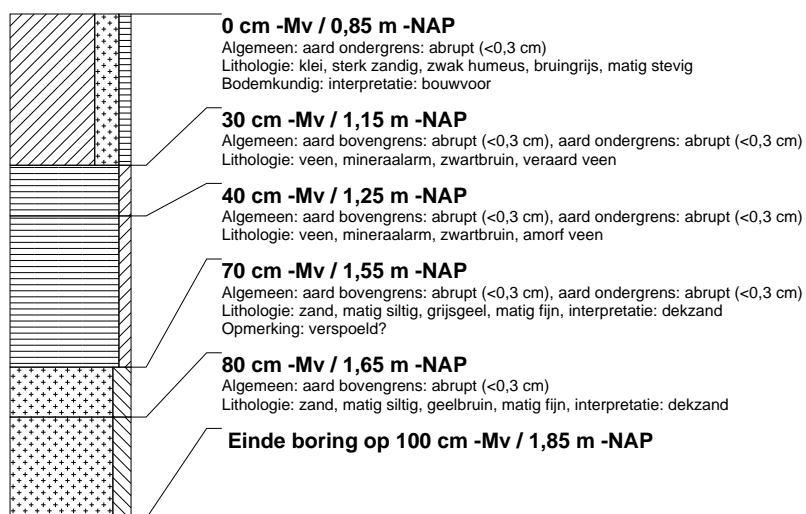 0 cm -Mv / 0,85 m -NAP
Algemeen: aard ondergrens: abrupt (<0,3 cm)
Lithologie: klei, sterk zandig, zwak humeus, bruingrijs, matig stevig
Bodemkundig: interpretatie: bouwvoor
30 cm -Mv / 1,15 m -NAP
Algemeen: aard bovengrens: abrupt (<0,3 cm), aard ondergrens: abrupt (<0,3 cm)
Lithologie: veen, mineraalarm, zwartbruin, veraard veen
40 cm -Mv / 1,25 m -NAP
Algemeen: aard bovengrens: abrupt (<0,3 cm), aard ondergrens: abrupt (<0,3 cm)
Lithologie: veen, mineraalarm, zwartbruin, amorf veen
70 cm -Mv / 1,55 m -NAP
Algemeen: aard bovengrens: abrupt (<0,3 cm), aard ondergrens: abrupt (<0,3 cm)
Lithologie: zand, matig siltig, grijsgeel, matig fijn, interpretatie: dekzand
Opmerking: verspoeld?
80 cm -Mv / 1,65 m -NAP
Algemeen: aard bovengrens: abrupt (<0,3 cm)
Lithologie: zand, matig siltig, geelbruin, matig fijn, interpretatie: dekzand
Einde boring op 100 cm -Mv / 1,85 m -NAP